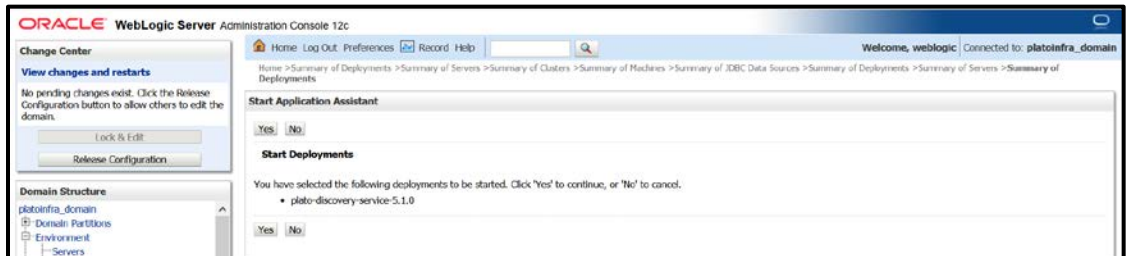 ORACLE WebLogic Server Administration Console 12c
Change Center
View changes and restarts
No pending changes exist. Click the Release
Configuration button to allow others to edit the
domain.
Lock & Edit
Release Configuration
Domain Structure
platoinfra_domain
Domain Partitions
Environment
Servers
Home Log Out Preferences Record Help
Welcome, weblogic Connected to: platoinfra_domain
Home >Summary of Deployments >Summary of Servers >Summary of Clusters >Summary of Machines >Summary of JDBC Data Sources >Summary of Deployments >Summary of Servers >Summary of
Deployments
Start Application Assistant
Yes No
Start Deployments
You have selected the following deployments to be started. Click 'Yes' to continue, or 'No' to cancel.
• plato-discovery-service-5.1.0
Yes No